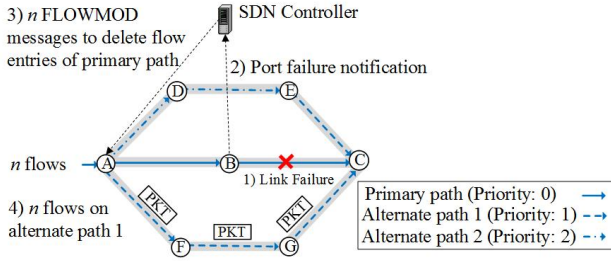 3) n FLOWMOD
messages to delete flow
entries of primary path
SDN Controller
2) Port failure notification
D
E
n flows
A
B
C
1) Link Failure
4) n flows on
alternate path 1
PKT
PKT
PKT
F
G
Primary path (Priority: 0)
Alternate path 1 (Priority: 1)
Alternate path 2 (Priority: 2)